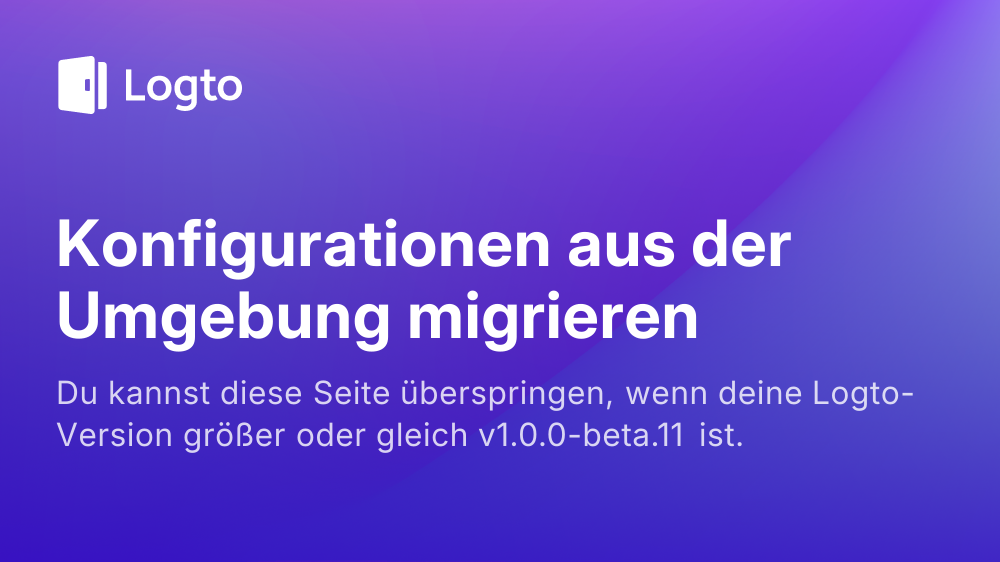 Logto
Konfigurationen aus der
Umgebung migrieren
Du kannst diese Seite überspringen, wenn deine Logto-
Version größer oder gleich v1.0.0-beta.11 ist.